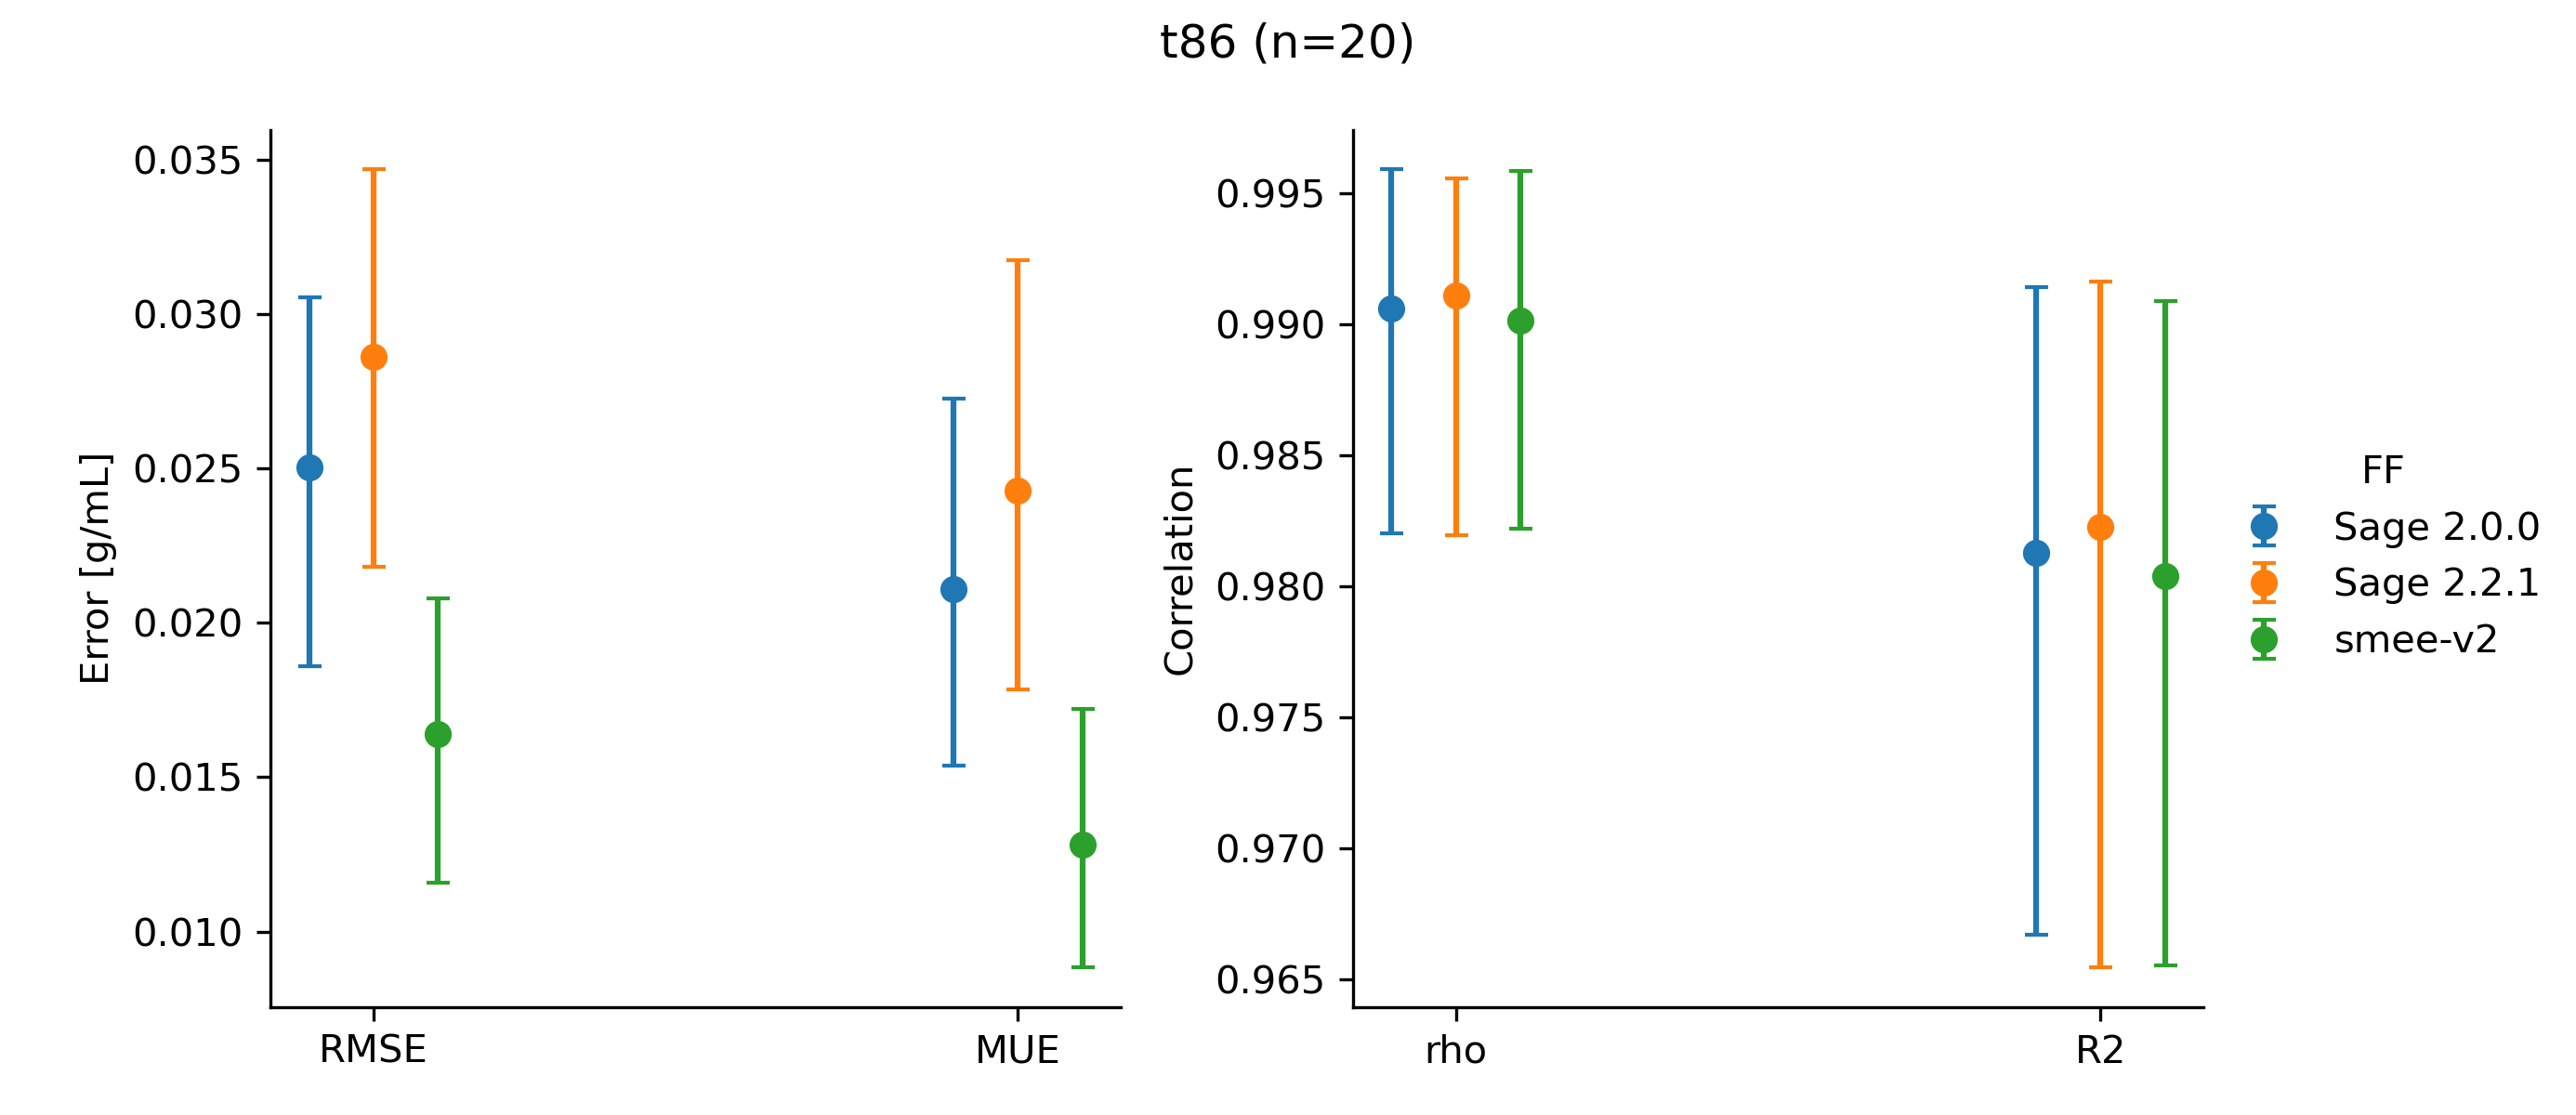 t86 (n=20)
Error [g/mL]
0.035
0.030
0.025
0.020
0.015
0.010
RMSE
MUE
Correlation
0.995
0.990
0.985
0.980
0.975
0.970
0.965
rho
R2
FF
Sage 2.0.0
Sage 2.2.1
smee-v2